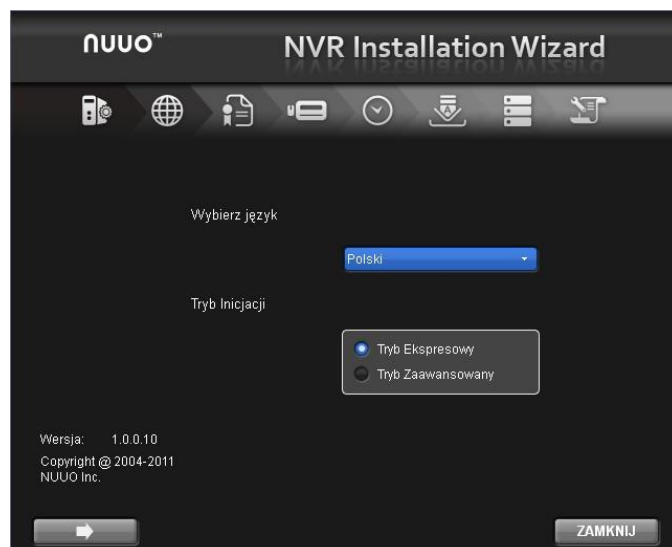 nuuo™
NVR Installation Wizard
Wybierz język
Polski
Tryb Inicjacji
Tryb Ekspresowy
Tryb Zaawansowany
Wersja: 1.0.0.10
Copyright @ 2004-2011
NUUO Inc.
ZAMKNIJ